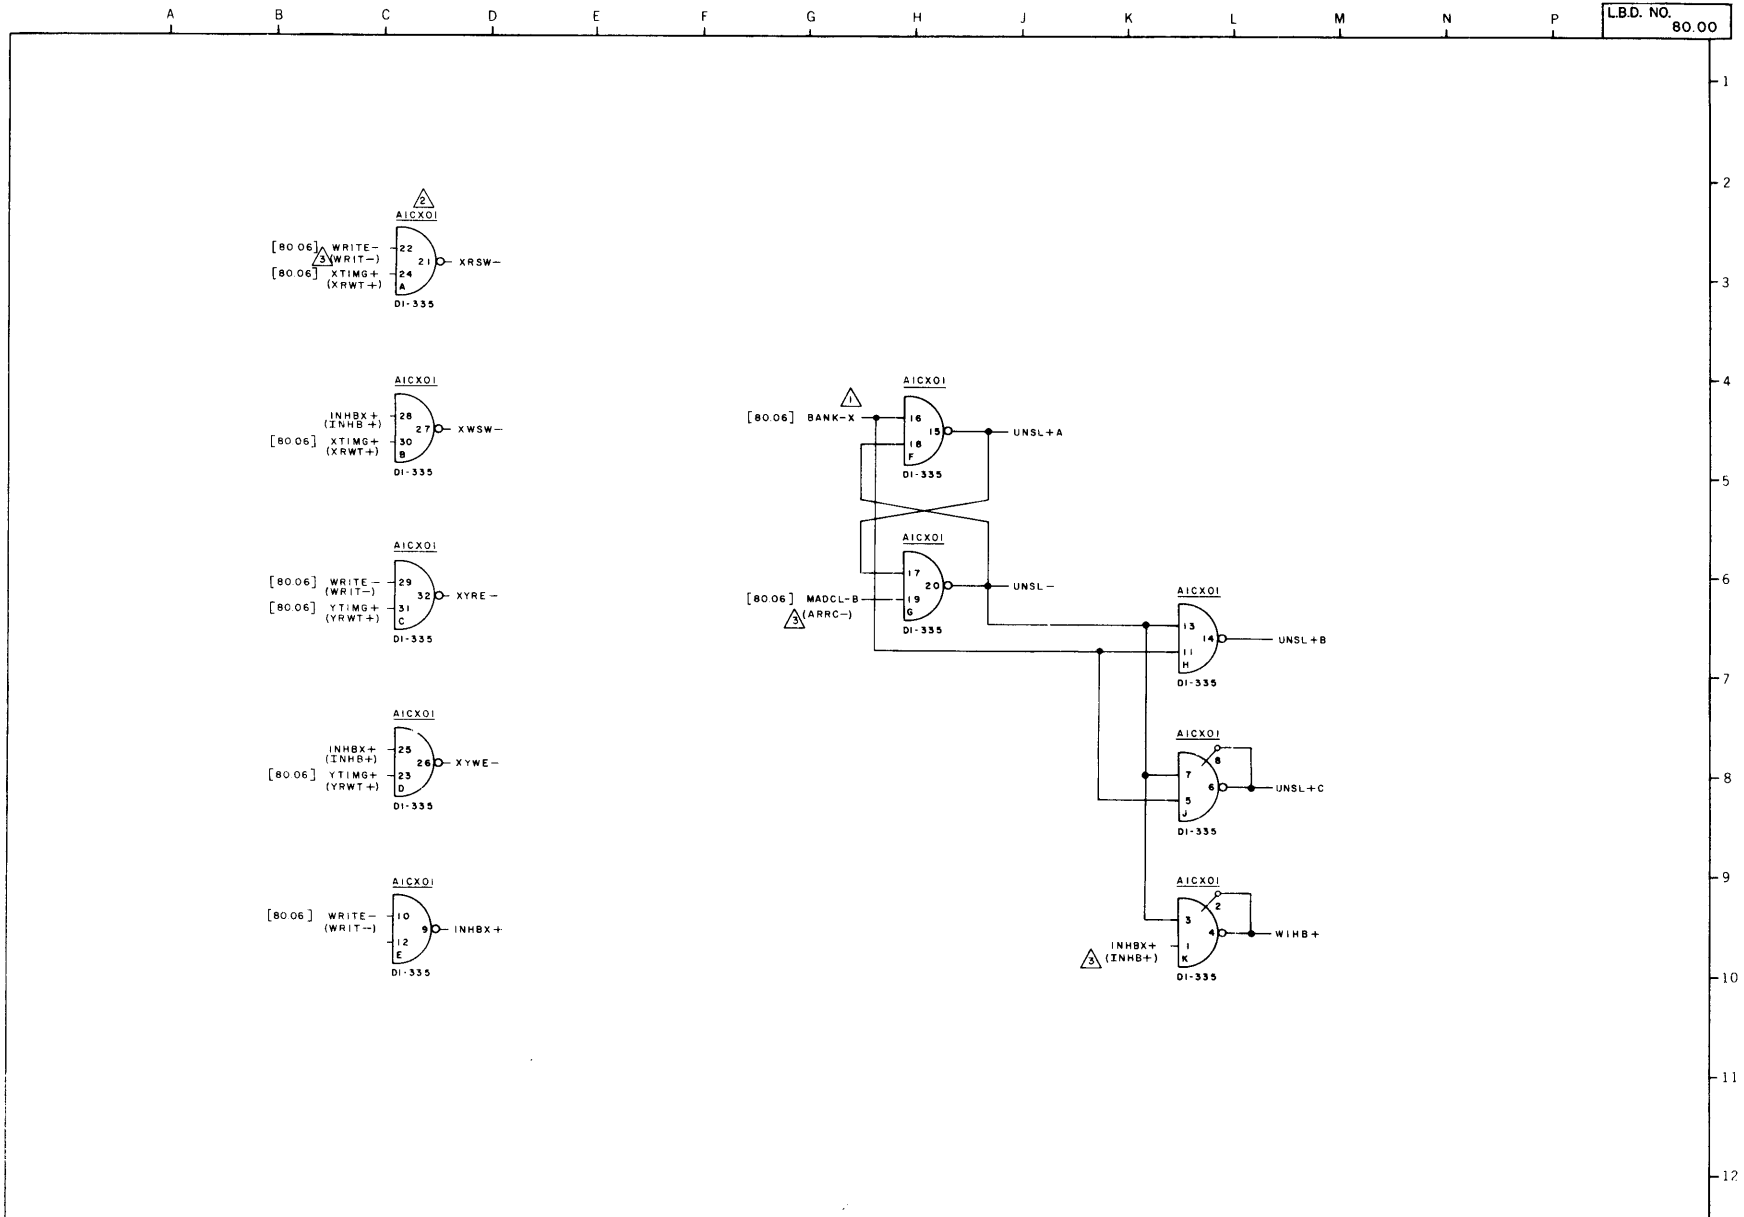 A B C D E F G H J K L M N P
L.B.D. NO.
80.00
1
2
3
4
5
6
7
8
9
10
11
12
2
A1CX01
[80.06] WRITE- 22
3 (WRIT-)
21 XRSW-
[80.06] XTIMG+ 24
(XRWT+) A
DI-335
A1CX01
INHBX+ 28
(INHB+)
27 XWSW-
[80.06] XTIMG+ 30
(XRWT+) B
DI-335
A1CX01
[80.06] WRITE- 29
(WRIT-)
32 XYRE-
[80.06] YTIMG+ 31
(YRWT+) C
DI-335
A1CX01
INHBX+ 25
(INHB+)
26 XYWE-
[80.06] YTIMG+ 23
(YRWT+) D
DI-335
A1CX01
[80.06] WRITE- 10
(WRIT-)
9 INHBX+
12
E
DI-335
1
A1CX01
[80.06] BANK-X 16
15 UNSL+A
18
F
DI-335
A1CX01
17
20 UNSL-
[80.06] MADCL-B 19
3 (ARRC-) G
DI-335
A1CX01
13
14 UNSL+B
11
H
DI-335
A1CX01
8
7
6 UNSL+C
5
J
DI-335
A1CX01
2
3
4 WIHB+
INHBX+ 1
3 (INHB+) K
DI-335